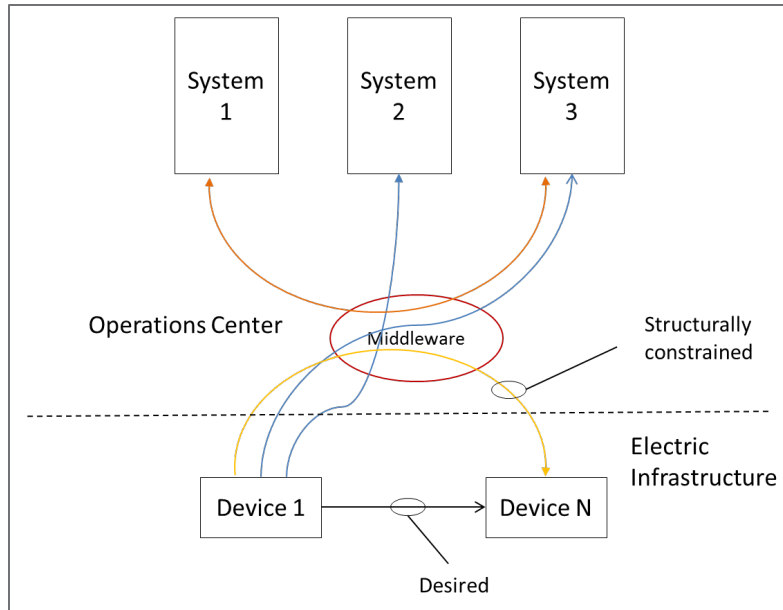 System
1
System
2
System
3
Operations Center
Middleware
Structurally
constrained
Electric
Infrastructure
Device 1
Device N
Desired